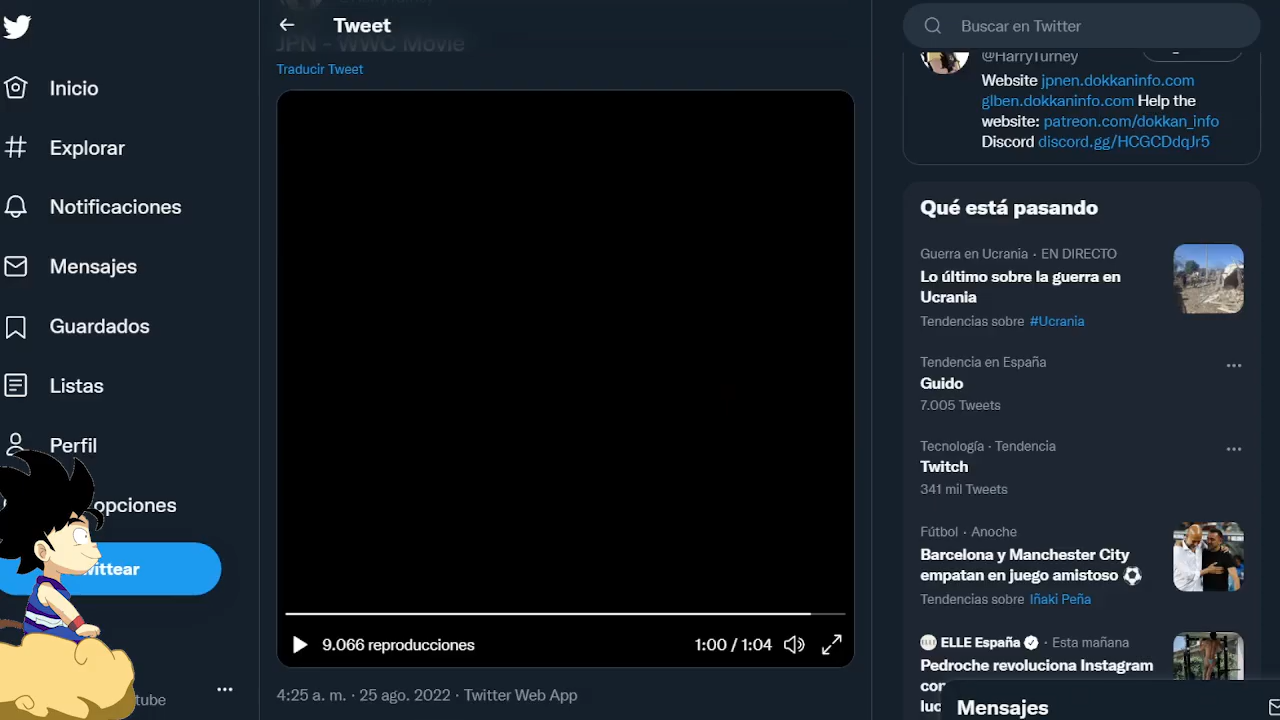 Tweet
JPN - WWC Movie
Traducir Tweet
9.066 reproducciones
1:00 / 1:04
4:25 a. m. · 25 ago. 2022 · Twitter Web App
Inicio
Explorar
Notificaciones
Mensajes
Guardados
Listas
Perfil
opciones
wittear
tube
Buscar en Twitter
@HarryTurney
Website jpnen.dokkaninfo.com
glben.dokkaninfo.com Help the
website: patreon.com/dokkan_info
Discord discord.gg/HCGCDdqJr5
Qué está pasando
Guerra en Ucrania · EN DIRECTO
Lo último sobre la guerra en
Ucrania
Tendencias sobre #Ucrania
Tendencia en España
Guido
7.005 Tweets
Tecnología · Tendencia
Twitch
341 mil Tweets
Fútbol · Anoche
Barcelona y Manchester City
empatan en juego amistoso
Tendencias sobre Iñaki Peña
ELLE España · Esta mañana
Pedroche revoluciona Instagram
con
luc
Mensajes